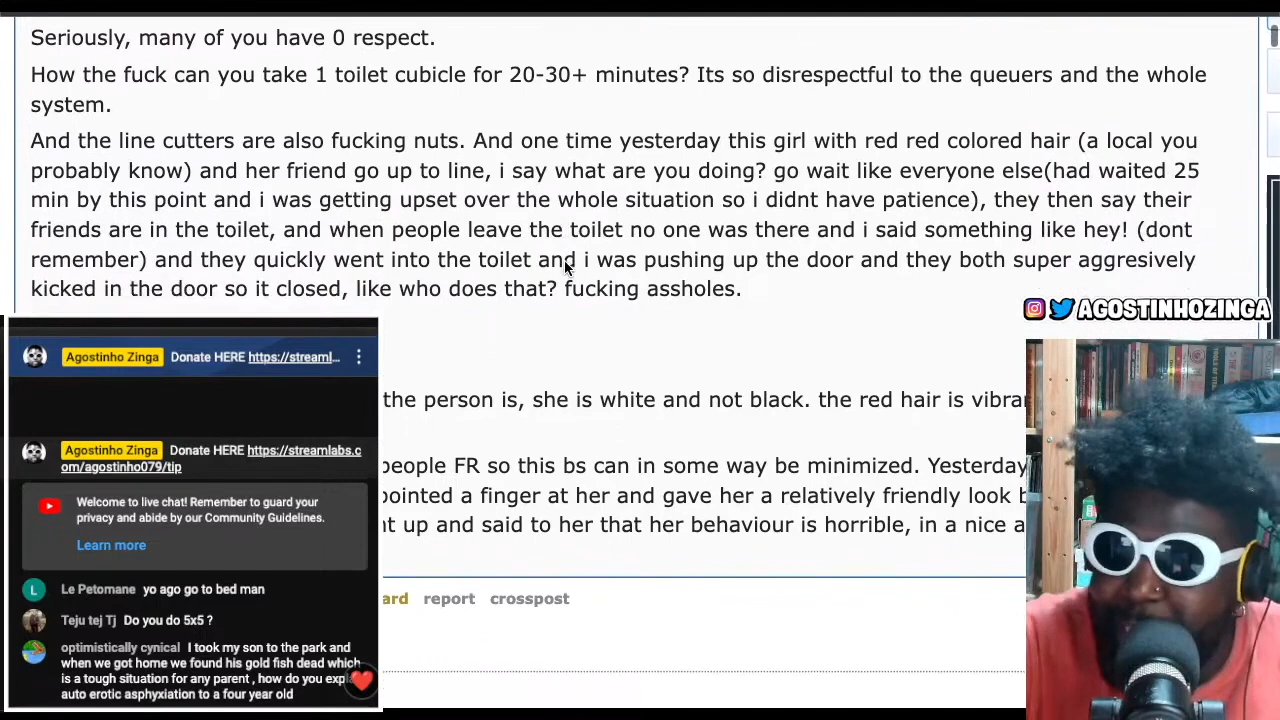 Seriously, many of you have 0 respect.
How the fuck can you take 1 toilet cubicle for 20-30+ minutes? Its so disrespectful to the queuers and the whole
system.
And the line cutters are also fucking nuts. And one time yesterday this girl with red red colored hair (a local you
probably know) and her friend go up to line, i say what are you doing? go wait like everyone else(had waited 25
min by this point and i was getting upset over the whole situation so i didnt have patience), they then say their
friends are in the toilet, and when people leave the toilet no one was there and i said something like hey! (dont
remember) and they quickly went into the toilet and i was pushing up the door and they both super aggresively
kicked in the door so it closed, like who does that? fucking assholes.
AGOSTINHOZINGA
the person is, she is white and not black. the red hair is vibra
people FR so this bs can in some way be minimized. Yesterday
pointed a finger at her and gave her a relatively friendly look
up and said to her that her behaviour is horrible, in a nice a
ard report crosspost
Agostinho Zinga Donate HERE https://streaml...
Agostinho Zinga Donate HERE https://streamlabs.c
om/agostinho079/tip
Welcome to live chat! Remember to guard your
privacy and abide by our Community Guidelines.
Learn more
L Le Petomane yo ago go to bed man
Teju tej Tj Do you do 5x5 ?
optimistically cynical I took my son to the park and
when we got home we found his gold fish dead which
is a tough situation for any parent , how do you expl
auto erotic asphyxiation to a four year old